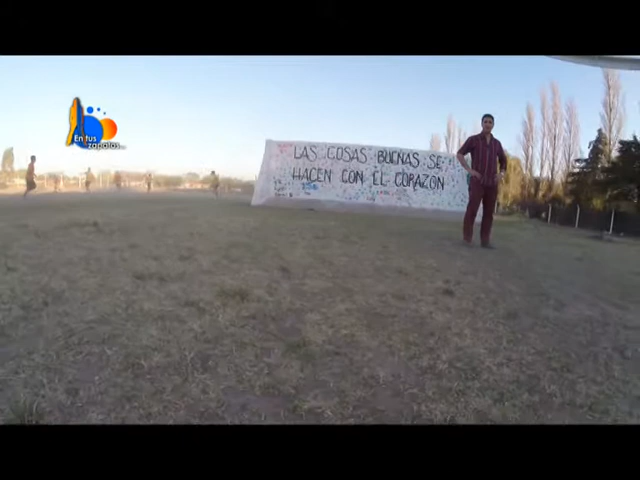 En tus
zapatos...
LAS COSAS BUENAS SE
HACEN CON EL CORAZON